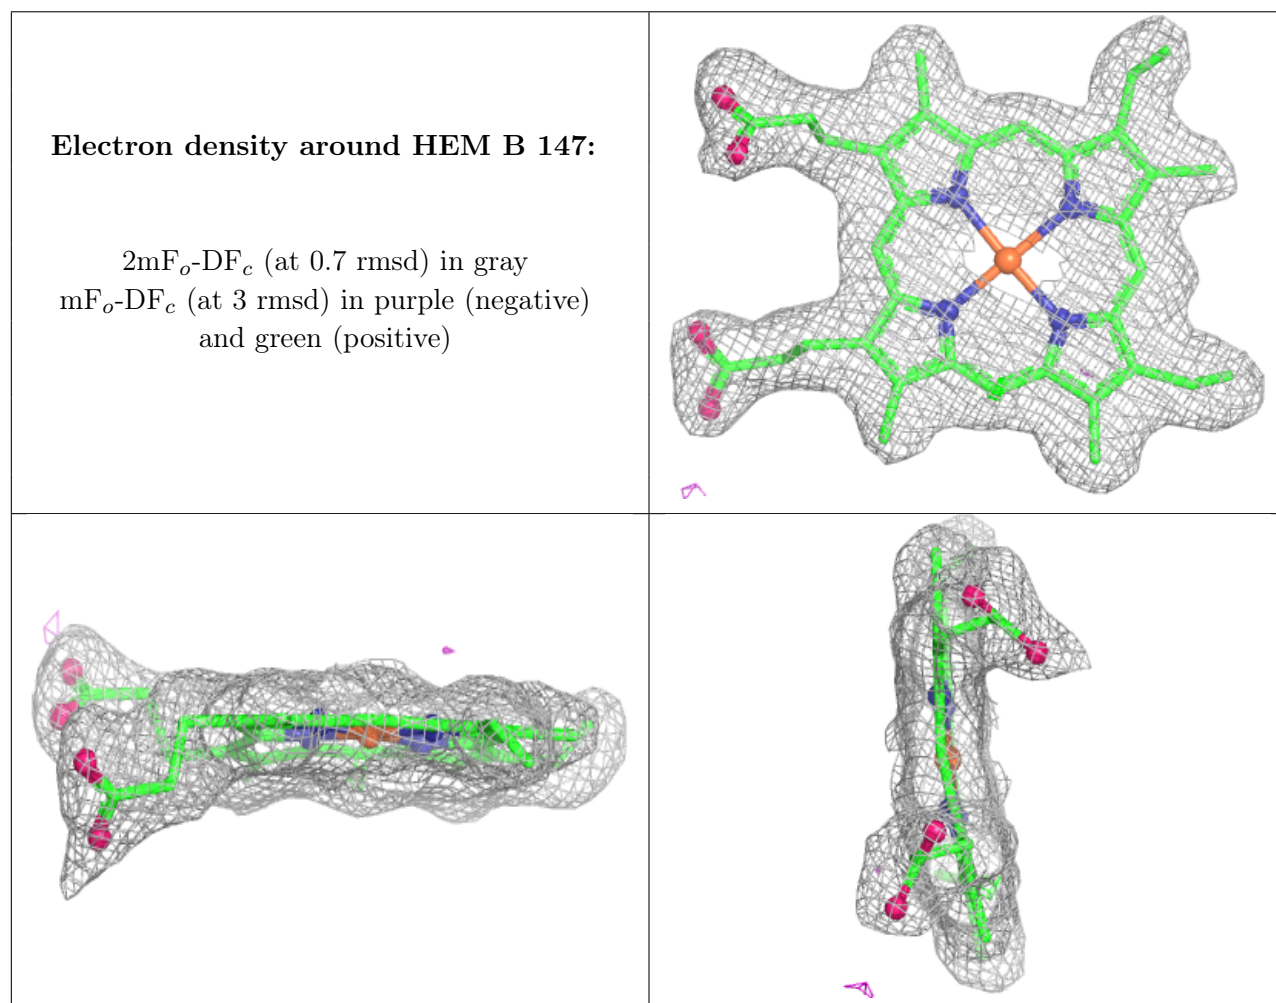 Electron density around HEM B 147:
2mFₒ-DF𝒸 (at 0.7 rmsd) in gray
mFₒ-DF𝒸 (at 3 rmsd) in purple (negative)
and green (positive)